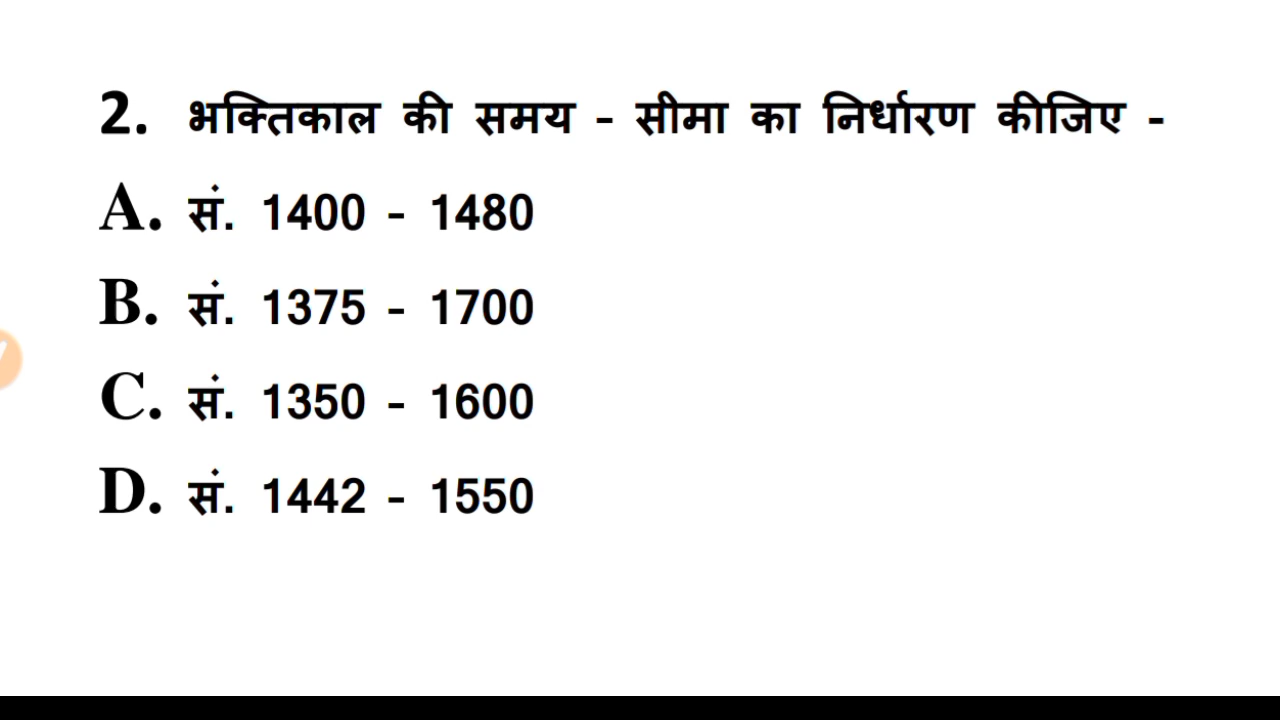 2. भक्तिकाल की समय - सीमा का निर्धारण कीजिए -
A. सं. 1400 - 1480
B. सं. 1375 - 1700
C. सं. 1350 - 1600
D. सं. 1442 - 1550